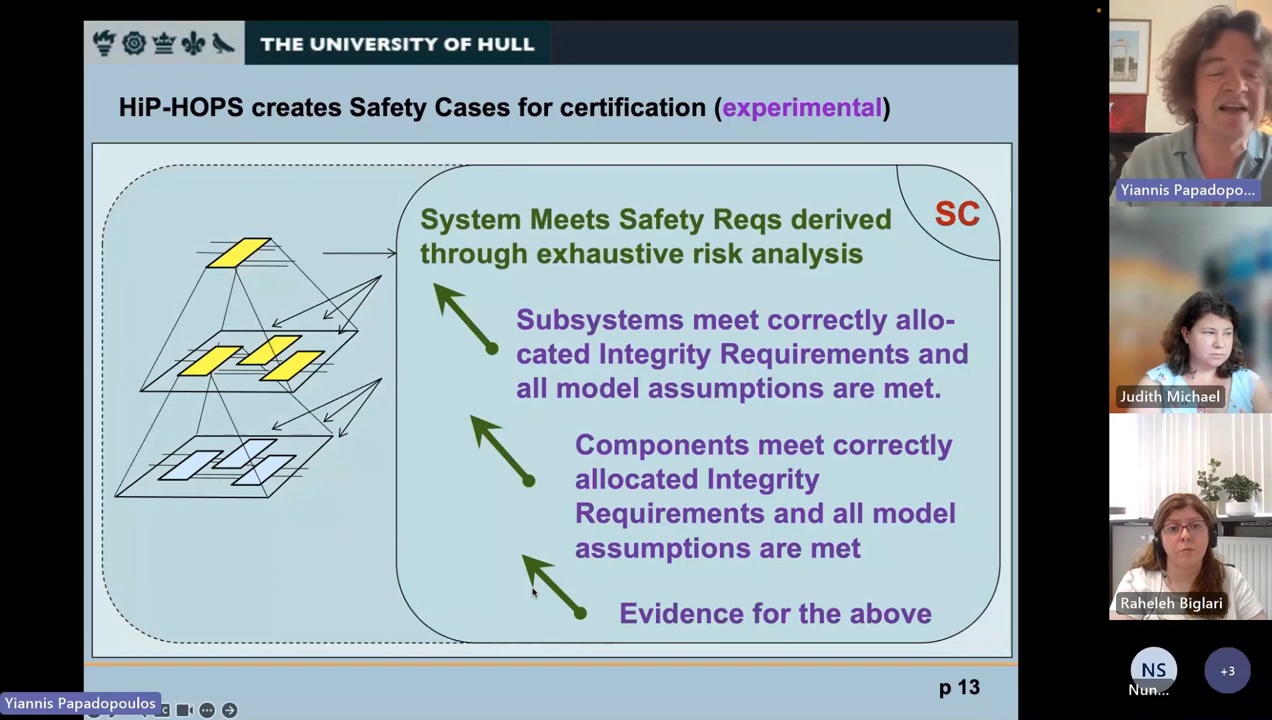 THE UNIVERSITY OF HULL
HiP-HOPS creates Safety Cases for certification (experimental)
SC
System Meets Safety Reqs derived
through exhaustive risk analysis
Subsystems meet correctly allo-
cated Integrity Requirements and
all model assumptions are met.
Components meet correctly
allocated Integrity
Requirements and all model
assumptions are met
Evidence for the above
p 13
Yiannis Papadopoulos
Yiannis Papadopo...
Judith Michael
Raheleh Biglari
NS
Nun...
+3